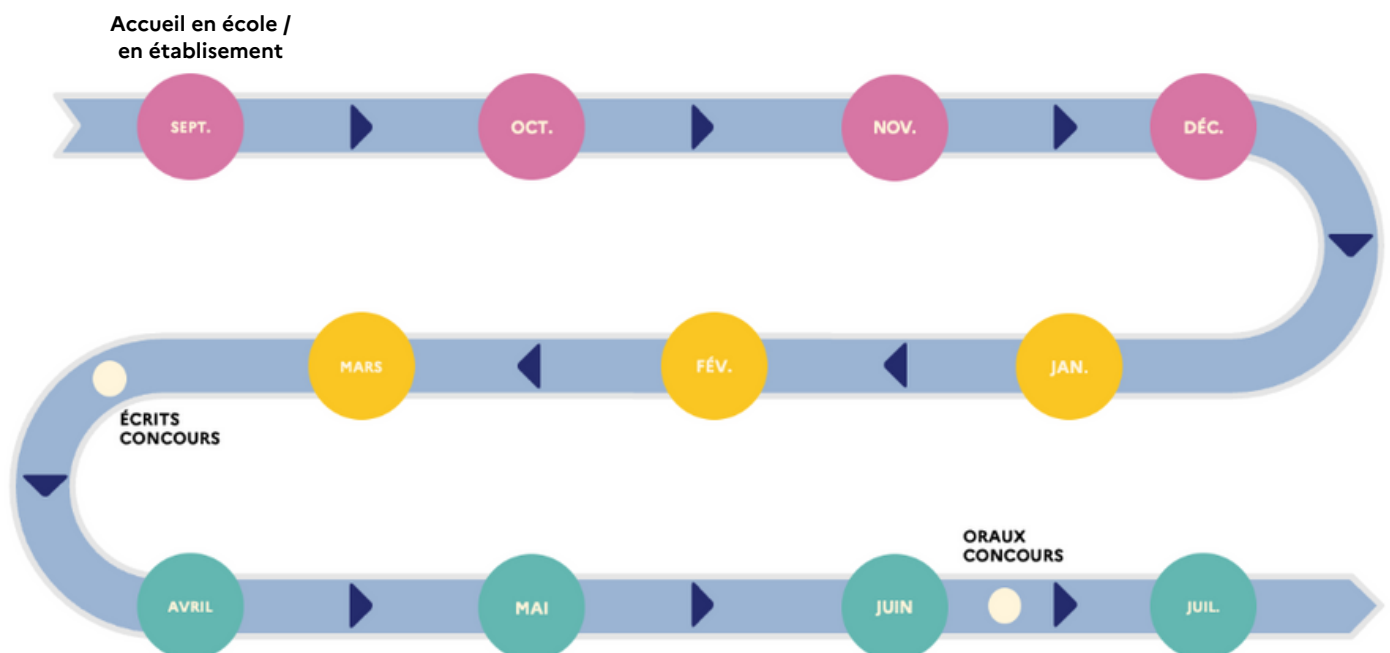 Accueil en école /
en établisement
SEPT.
OCT.
NOV.
DÉC.
JAN.
FÉV.
MARS
ÉCRITS
CONCOURS
AVRIL
MAI
JUIN
ORAUX
CONCOURS
JUIL.